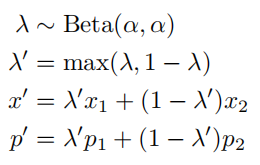 λ ∼ Beta(α, α)
λ′ = max(λ, 1 − λ)
x′ = λ′x₁ + (1 − λ′)x₂
p′ = λ′p₁ + (1 − λ′)p₂